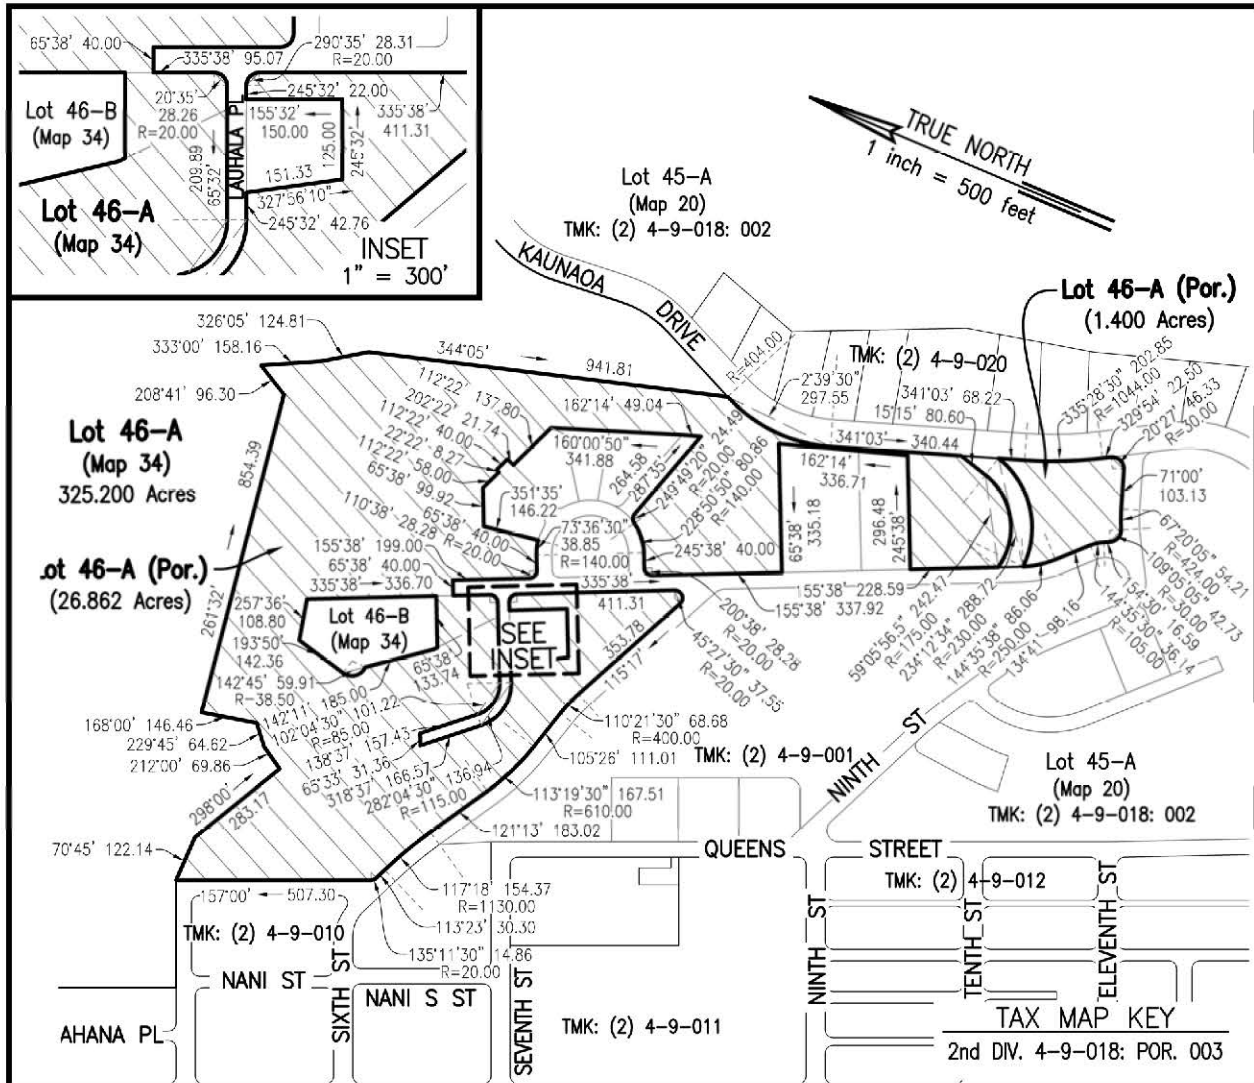 65°38' 40.00
335°38' 95.07
290°35' 28.31
R=20.00
245°32' 22.00
20°35'
28.26
R=20.00
155°32'
150.00
335°38'
411.31
Lot 46-B
(Map 34)
LAUHALA PL
209.89
65°32'
125.00
245°32'
151.33
327°56'10"
245°32' 42.76
Lot 46-A
(Map 34)
INSET
1" = 300'
TRUE NORTH
1 inch = 500 feet
Lot 45-A
(Map 20)
TMK: (2) 4-9-018: 002
KAUNAOA
DRIVE
Lot 46-A (Por.)
(1.400 Acres)
TMK: (2) 4-9-020
R=404.00
2°39'30"
297.55
341°03' 68.22
15°15' 80.60
341°03' 340.44
335°28'30" 202.85
R=1044.00
329°54' 22.50
20°27' 46.33
R=30.00
71°00'
103.13
67°20'05" 54.21
R=424.00
109°05'05" 42.73
R=30.00
154°30' 16.59
144°35'30" 36.14
R=105.00
134°41' 98.16
144°35'38" 86.06
R=250.00
234°12'34" 288.72
R=230.00
59°05'56.5" 242.47
R=175.00
155°38' 228.59
155°38' 337.92
162°14'
336.71
65°38'
335.18
296.48
245°38'
326°05' 124.81
333°00' 158.16
208°41' 96.30
344°05'
941.81
112°22' 137.80
202°22' 21.74
112°22' 40.00
22°22' 8.27
112°22' 58.00
65°38' 99.92
110°38' 28.28
R=20.00
65°38' 40.00
162°14' 49.04
160°00'50"
341.88
351°35'
146.22
264.58
287°35'
249°49'20" 24.49
R=20.00
228°50'50" 80.86
R=140.00
73°36'30"
38.85
R=140.00
245°38' 40.00
335°38'
411.31
Lot 46-A
(Map 34)
325.200 Acres
854.39
261°32'
.ot 46-A (Por.)
(26.862 Acres)
155°38' 199.00
65°38' 40.00
335°38' 336.70
257°36'
108.80
193°50'
142.36
142°45' 59.91
R=38.50
Lot 46-B
(Map 34)
65°38'
133.74
SEE
INSET
353.78
115°17'
200°38' 28.28
R=20.00
45°27'30" 37.55
R=20.00
142°11' 185.00
102°04'30" 101.22
R=85.00
138°37' 157.43
65°33' 31.36
318°37' 166.57
282°04'30" 136.94
R=115.00
168°00' 146.46
229°45' 64.62
212°00' 69.86
298°00'
283.17
70°45' 122.14
157°00' 507.30
110°21'30" 68.68
R=400.00
105°26' 111.01
113°19'30" 167.51
R=610.00
121°13' 183.02
117°18' 154.37
R=1130.00
113°23' 30.30
135°11'30" 14.86
R=20.00
TMK: (2) 4-9-001
NINTH ST
Lot 45-A
(Map 20)
TMK: (2) 4-9-018: 002
QUEENS STREET
TMK: (2) 4-9-012
TMK: (2) 4-9-010
NANI ST
SIXTH ST
NANI S ST
SEVENTH ST
NINTH ST
TENTH ST
ELEVENTH ST
AHANA PL
TMK: (2) 4-9-011
TAX MAP KEY
2nd DIV. 4-9-018: POR. 003